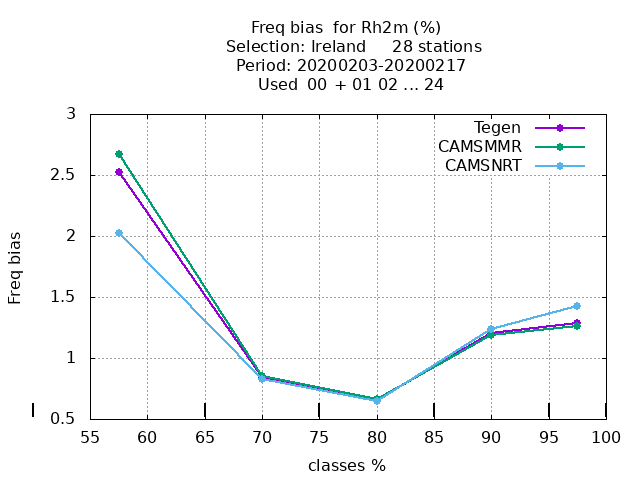 Freq bias  for Rh2m (%)
Selection: Ireland     28 stations
Period: 20200203-20200217
Used  00 + 01 02 ... 24
Tegen
CAMSMMR
CAMSNRT
3
2.5
2
1.5
1
0.5
Freq bias
55 60 65 70 75 80 85 90 95 100
classes %